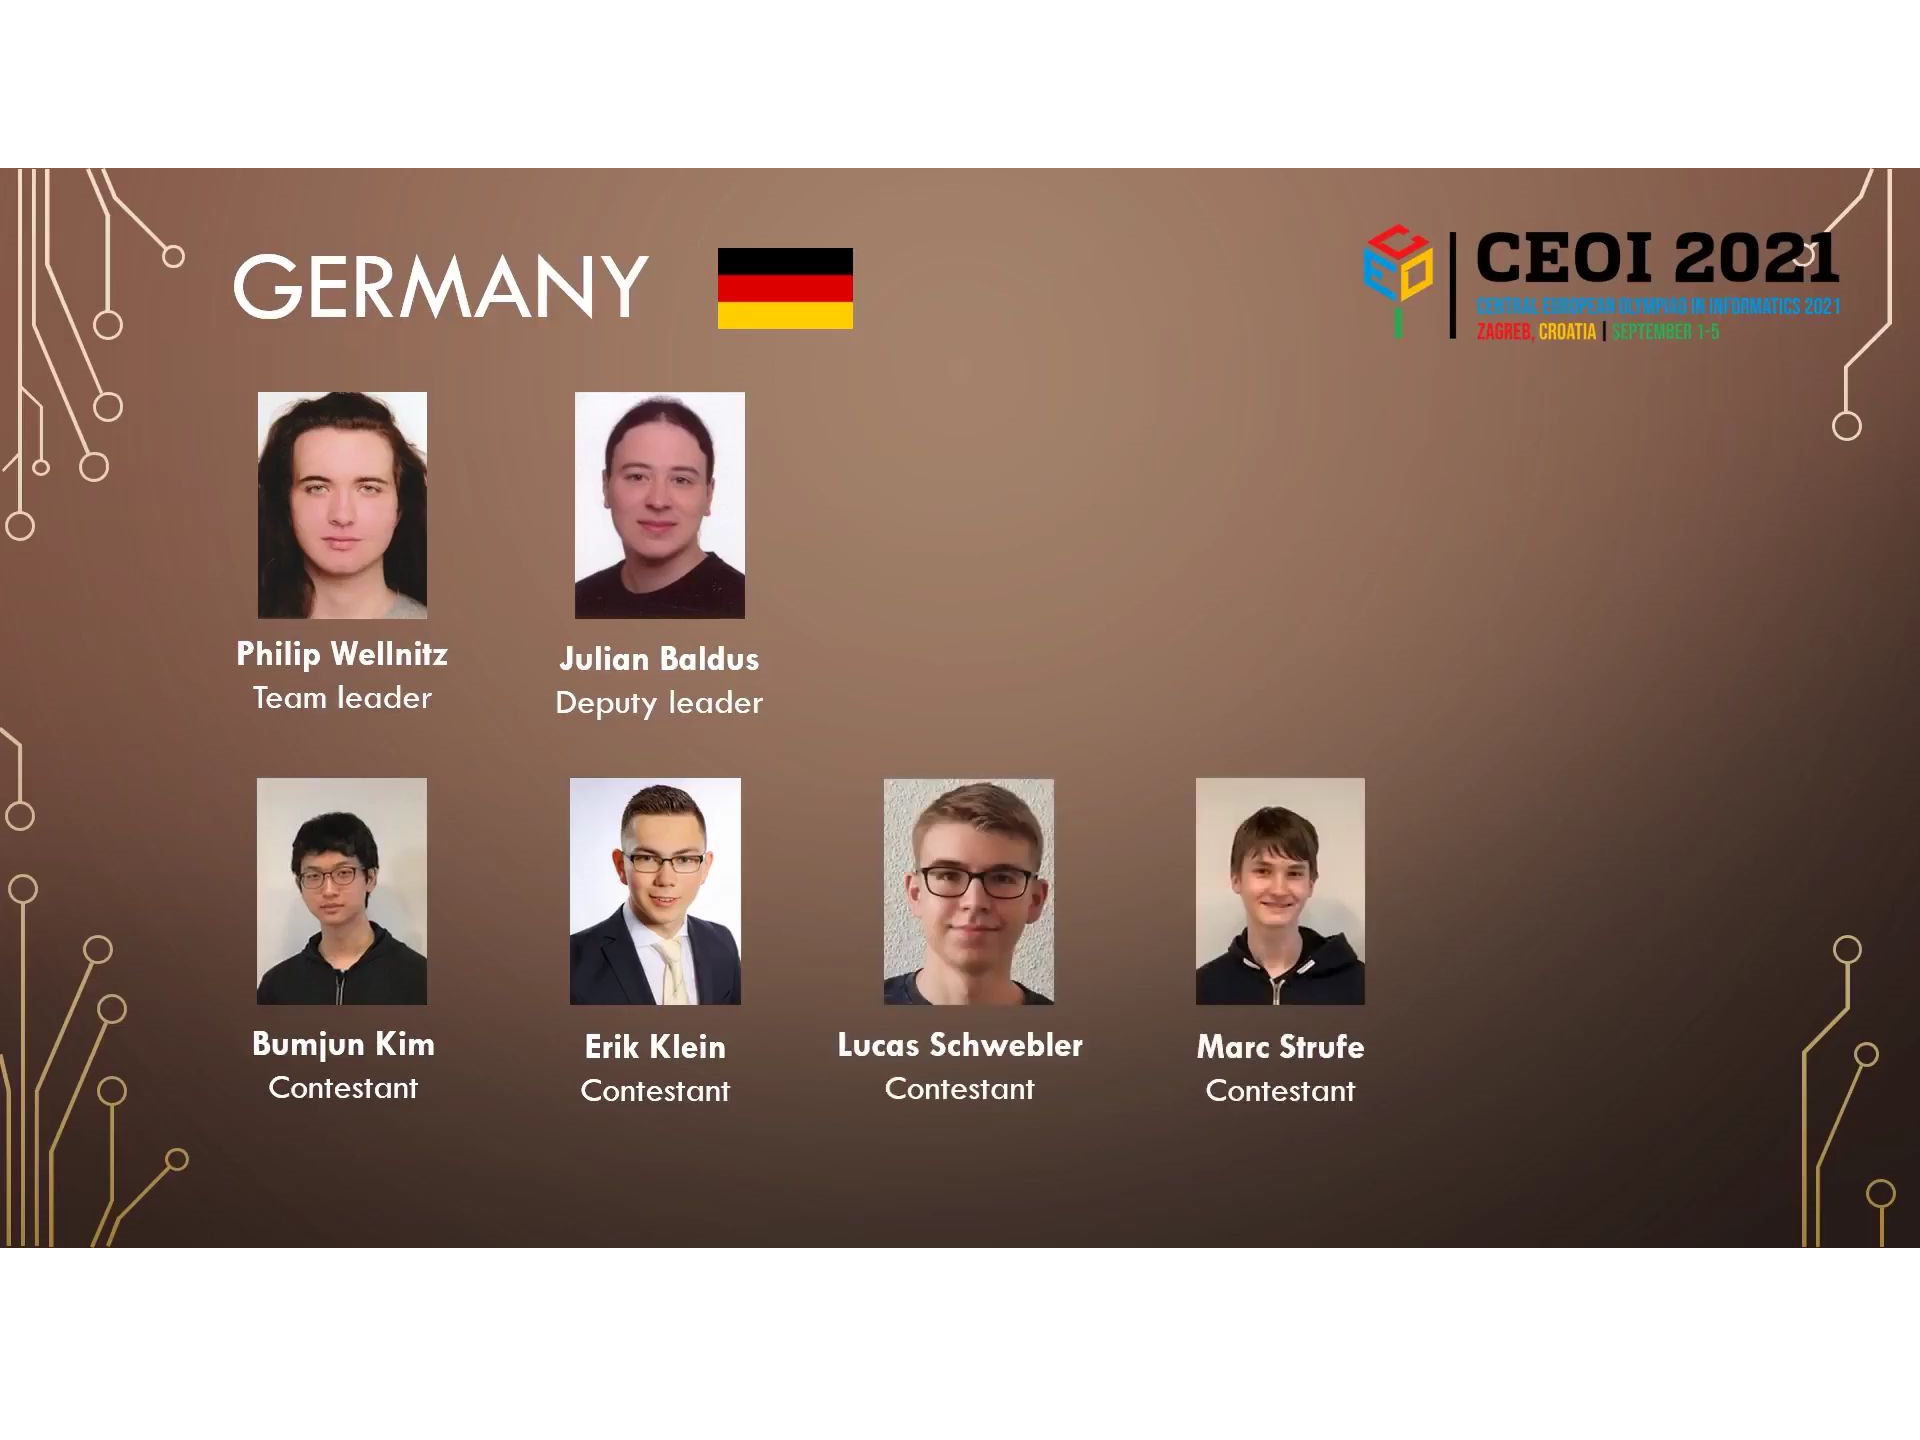 GERMANY
CEOI 2021
CENTRAL EUROPEAN OLYMPIAD IN INFORMATICS 2021
ZAGREB, CROATIA | SEPTEMBER 1-5
Philip Wellnitz
Team leader
Julian Baldus
Deputy leader
Bumjun Kim
Contestant
Erik Klein
Contestant
Lucas Schwebler
Contestant
Marc Strufe
Contestant